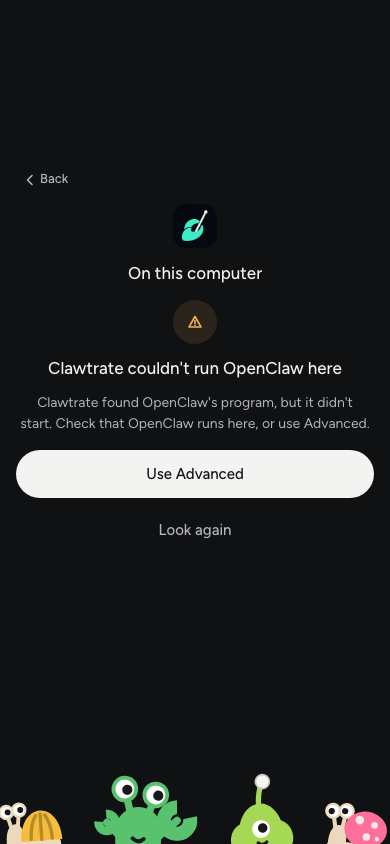 Back
On this computer
Clawtrate couldn't run OpenClaw here
Clawtrate found OpenClaw's program, but it didn't
start. Check that OpenClaw runs here, or use Advanced.
Use Advanced
Look again